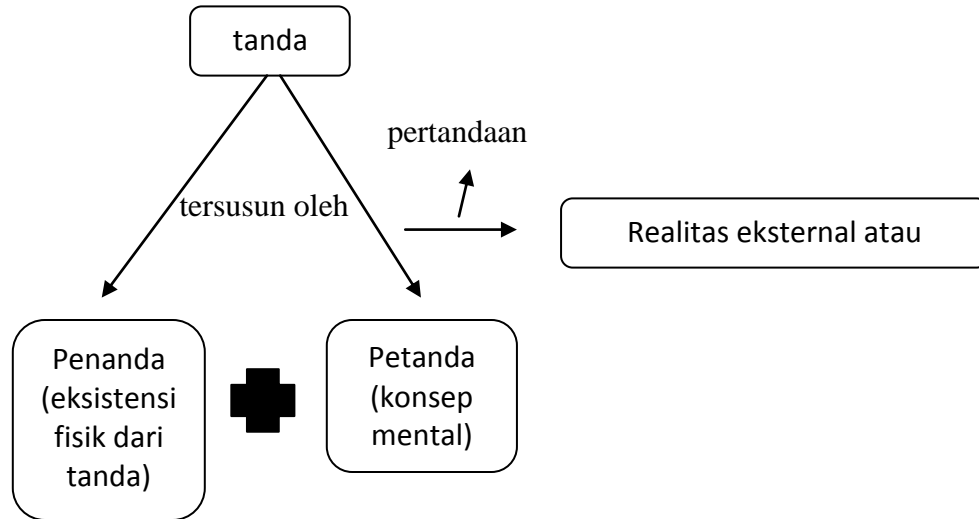 tanda
pertandaan
tersusun oleh
Realitas eksternal atau
Penanda
(eksistensi
fisik dari
tanda)
Petanda
(konsep
mental)